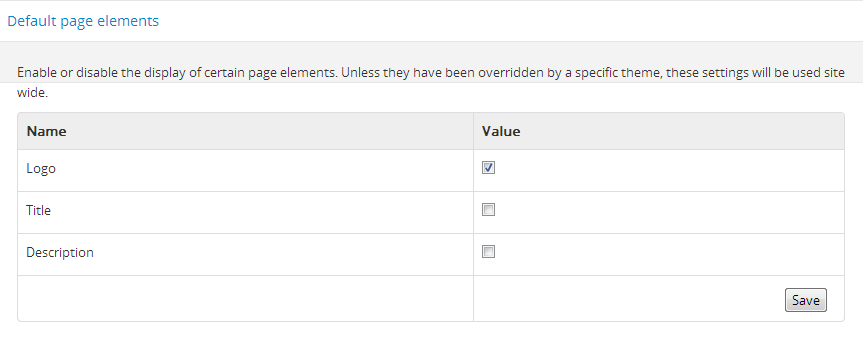 Default page elements
Enable or disable the display of certain page elements. Unless they have been overridden by a specific theme, these settings will be used site
wide.
Name Value
Logo
Title
Description
Save